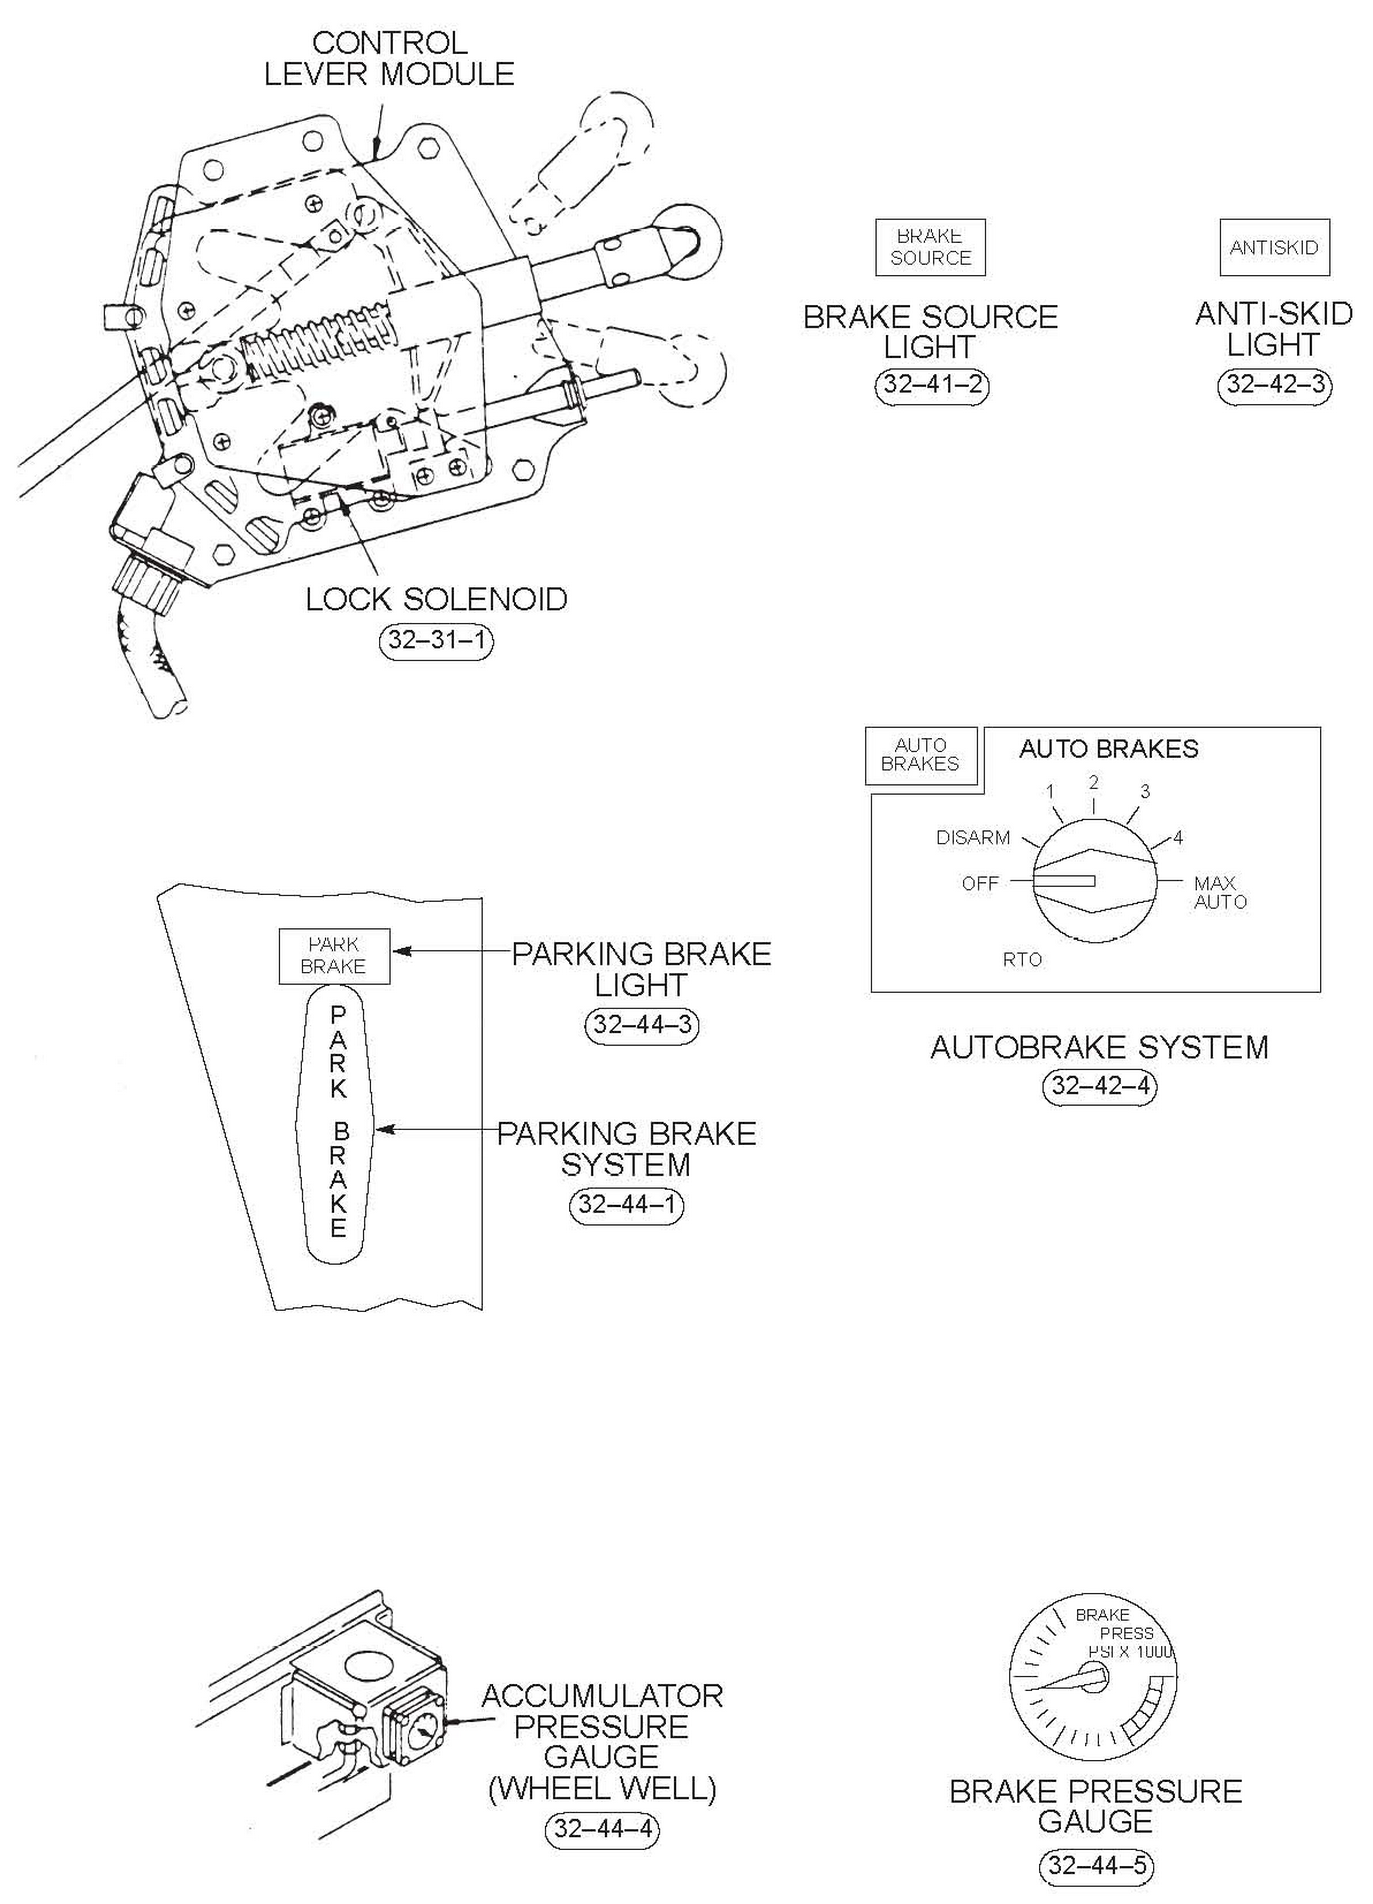 CONTROL
LEVER MODULE
LOCK SOLENOID
32–31–1
BRAKE
SOURCE
BRAKE SOURCE
LIGHT
32–41–2
ANTISKID
ANTI-SKID
LIGHT
32–42–3
AUTO
BRAKES
AUTO BRAKES
1
2
3
4
DISARM
OFF
MAX
AUTO
RTO
AUTOBRAKE SYSTEM
32–42–4
PARK
BRAKE
PARK BRAKE
PARKING BRAKE
LIGHT
32–44–3
PARKING BRAKE
SYSTEM
32–44–1
ACCUMULATOR
PRESSURE
GAUGE
(WHEEL WELL)
32–44–4
BRAKE
PRESS
PSI X 1000
BRAKE PRESSURE
GAUGE
32–44–5